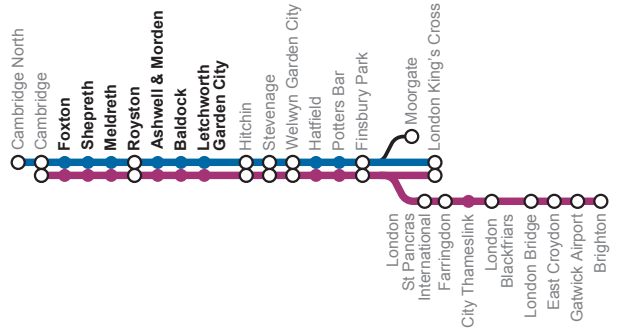 Cambridge North
Cambridge
Foxton
Shepreth
Meldreth
Royston
Ashwell & Morden
Baldock
Letchworth
Garden City
Hitchin
Stevenage
Welwyn Garden City
Hatfield
Potters Bar
Finsbury Park
Moorgate
London King's Cross
London
St Pancras
International
Farringdon
City Thameslink
London
Blackfriars
London Bridge
East Croydon
Gatwick Airport
Brighton